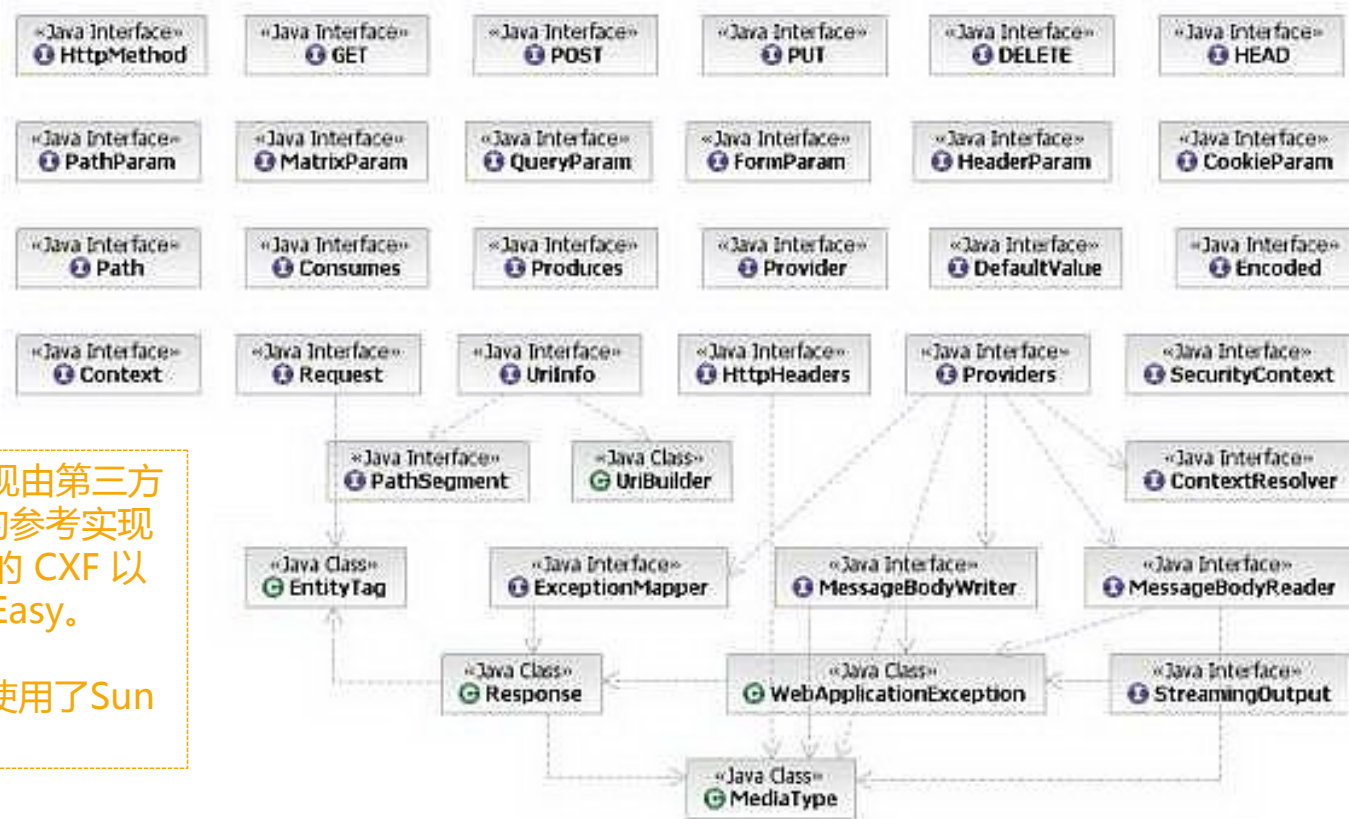 «Java Interface»
HttpMethod
«Java Interface»
GET
«Java Interface»
POST
«Java Interface»
PUT
«Java Interface»
DELETE
«Java Interface»
HEAD
«Java Interface»
PathParam
«Java Interface»
MatrixParam
«Java Interface»
QueryParam
«Java Interface»
FormParam
«Java Interface»
HeaderParam
«Java Interface»
CookieParam
«Java Interface»
Path
«Java Interface»
Consumes
«Java Interface»
Produces
«Java Interface»
Provider
«Java Interface»
DefaultValue
«Java Interface»
Encoded
«Java Interface»
Context
«Java Interface»
Request
«Java Interface»
UriInfo
«Java Interface»
HttpHeaders
«Java Interface»
Providers
«Java Interface»
SecurityContext
«Java Interface»
PathSegment
«Java Class»
UriBuilder
«Java Interface»
ContextResolver
现由第三方
的参考实现
的 CXF 以
Easy。
使用了Sun
«Java Class»
EntityTag
«Java Interface»
ExceptionMapper
«Java Interface»
MessageBodyWriter
«Java Interface»
MessageBodyReader
«Java Class»
Response
«Java Class»
WebApplicationException
«Java Interface»
StreamingOutput
«Java Class»
MediaType